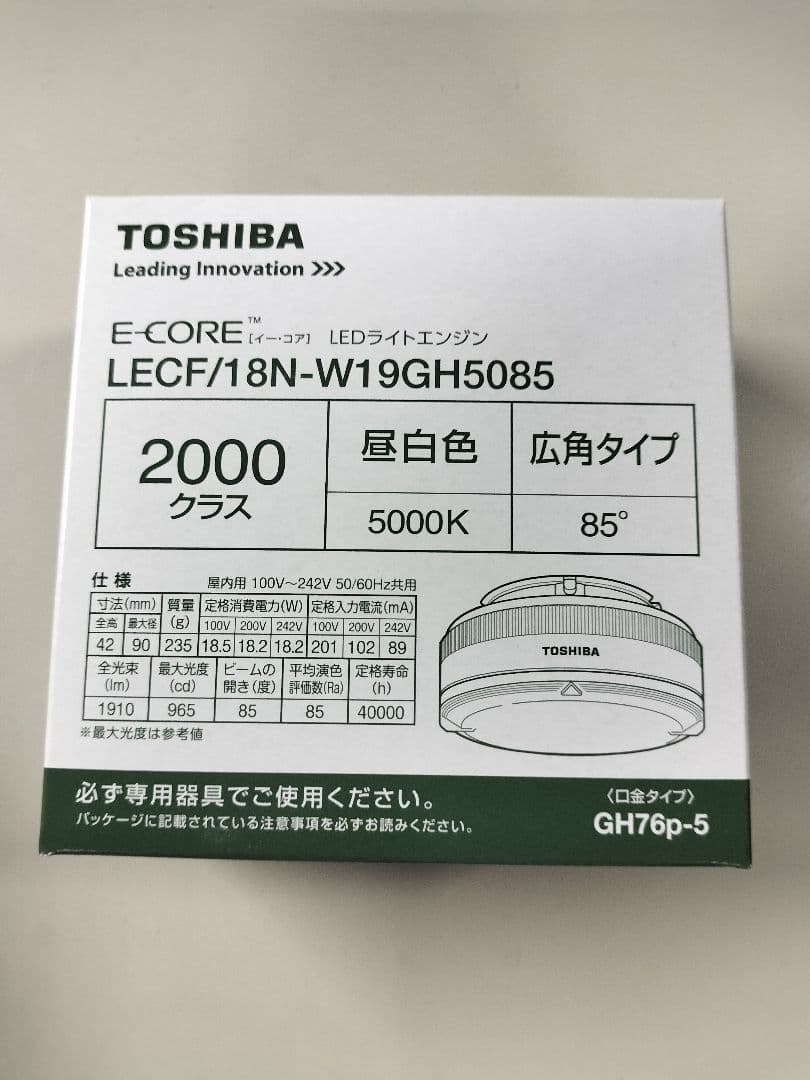 TOSHIBA
Leading Innovation >>>
E-CORE™ [イー・コア] LEDライトエンジン
LECF/18N-W19GH5085
2000
クラス
昼白色
5000K
広角タイプ
85°
仕様 屋内用 100V～242V 50/60Hz共用
寸法(mm) 質量(g) 定格消費電力(W) 定格入力電流(mA)
全高 最大径 100V 200V 242V 100V 200V 242V
42 90 235 18.5 18.2 18.2 201 102 89
全光束(lm) 最大光度(cd) ビームの開き(度) 平均演色評価数(Ra) 定格寿命(h)
1910 965 85 85 40000
※最大光度は参考値
TOSHIBA
必ず専用器具でご使用ください。
パッケージに記載されている注意事項を必ずお読みください。
〈口金タイプ〉
GH76p-5